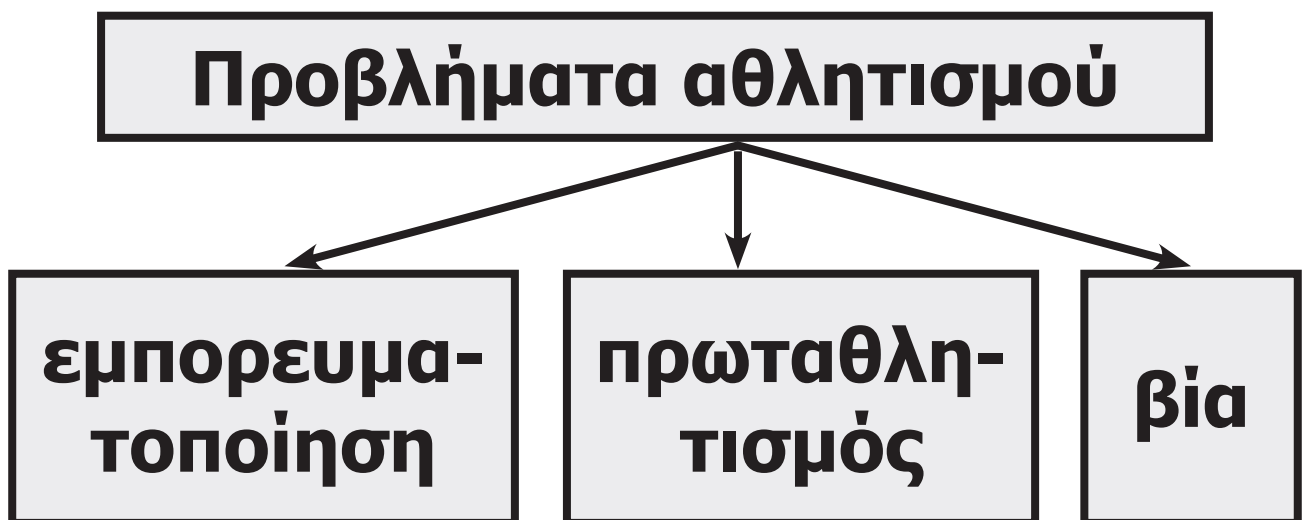 Προβλήματα αθλητισμού
εμπορευμα-
τοποίηση
πρωταθλη-
τισμός
βία